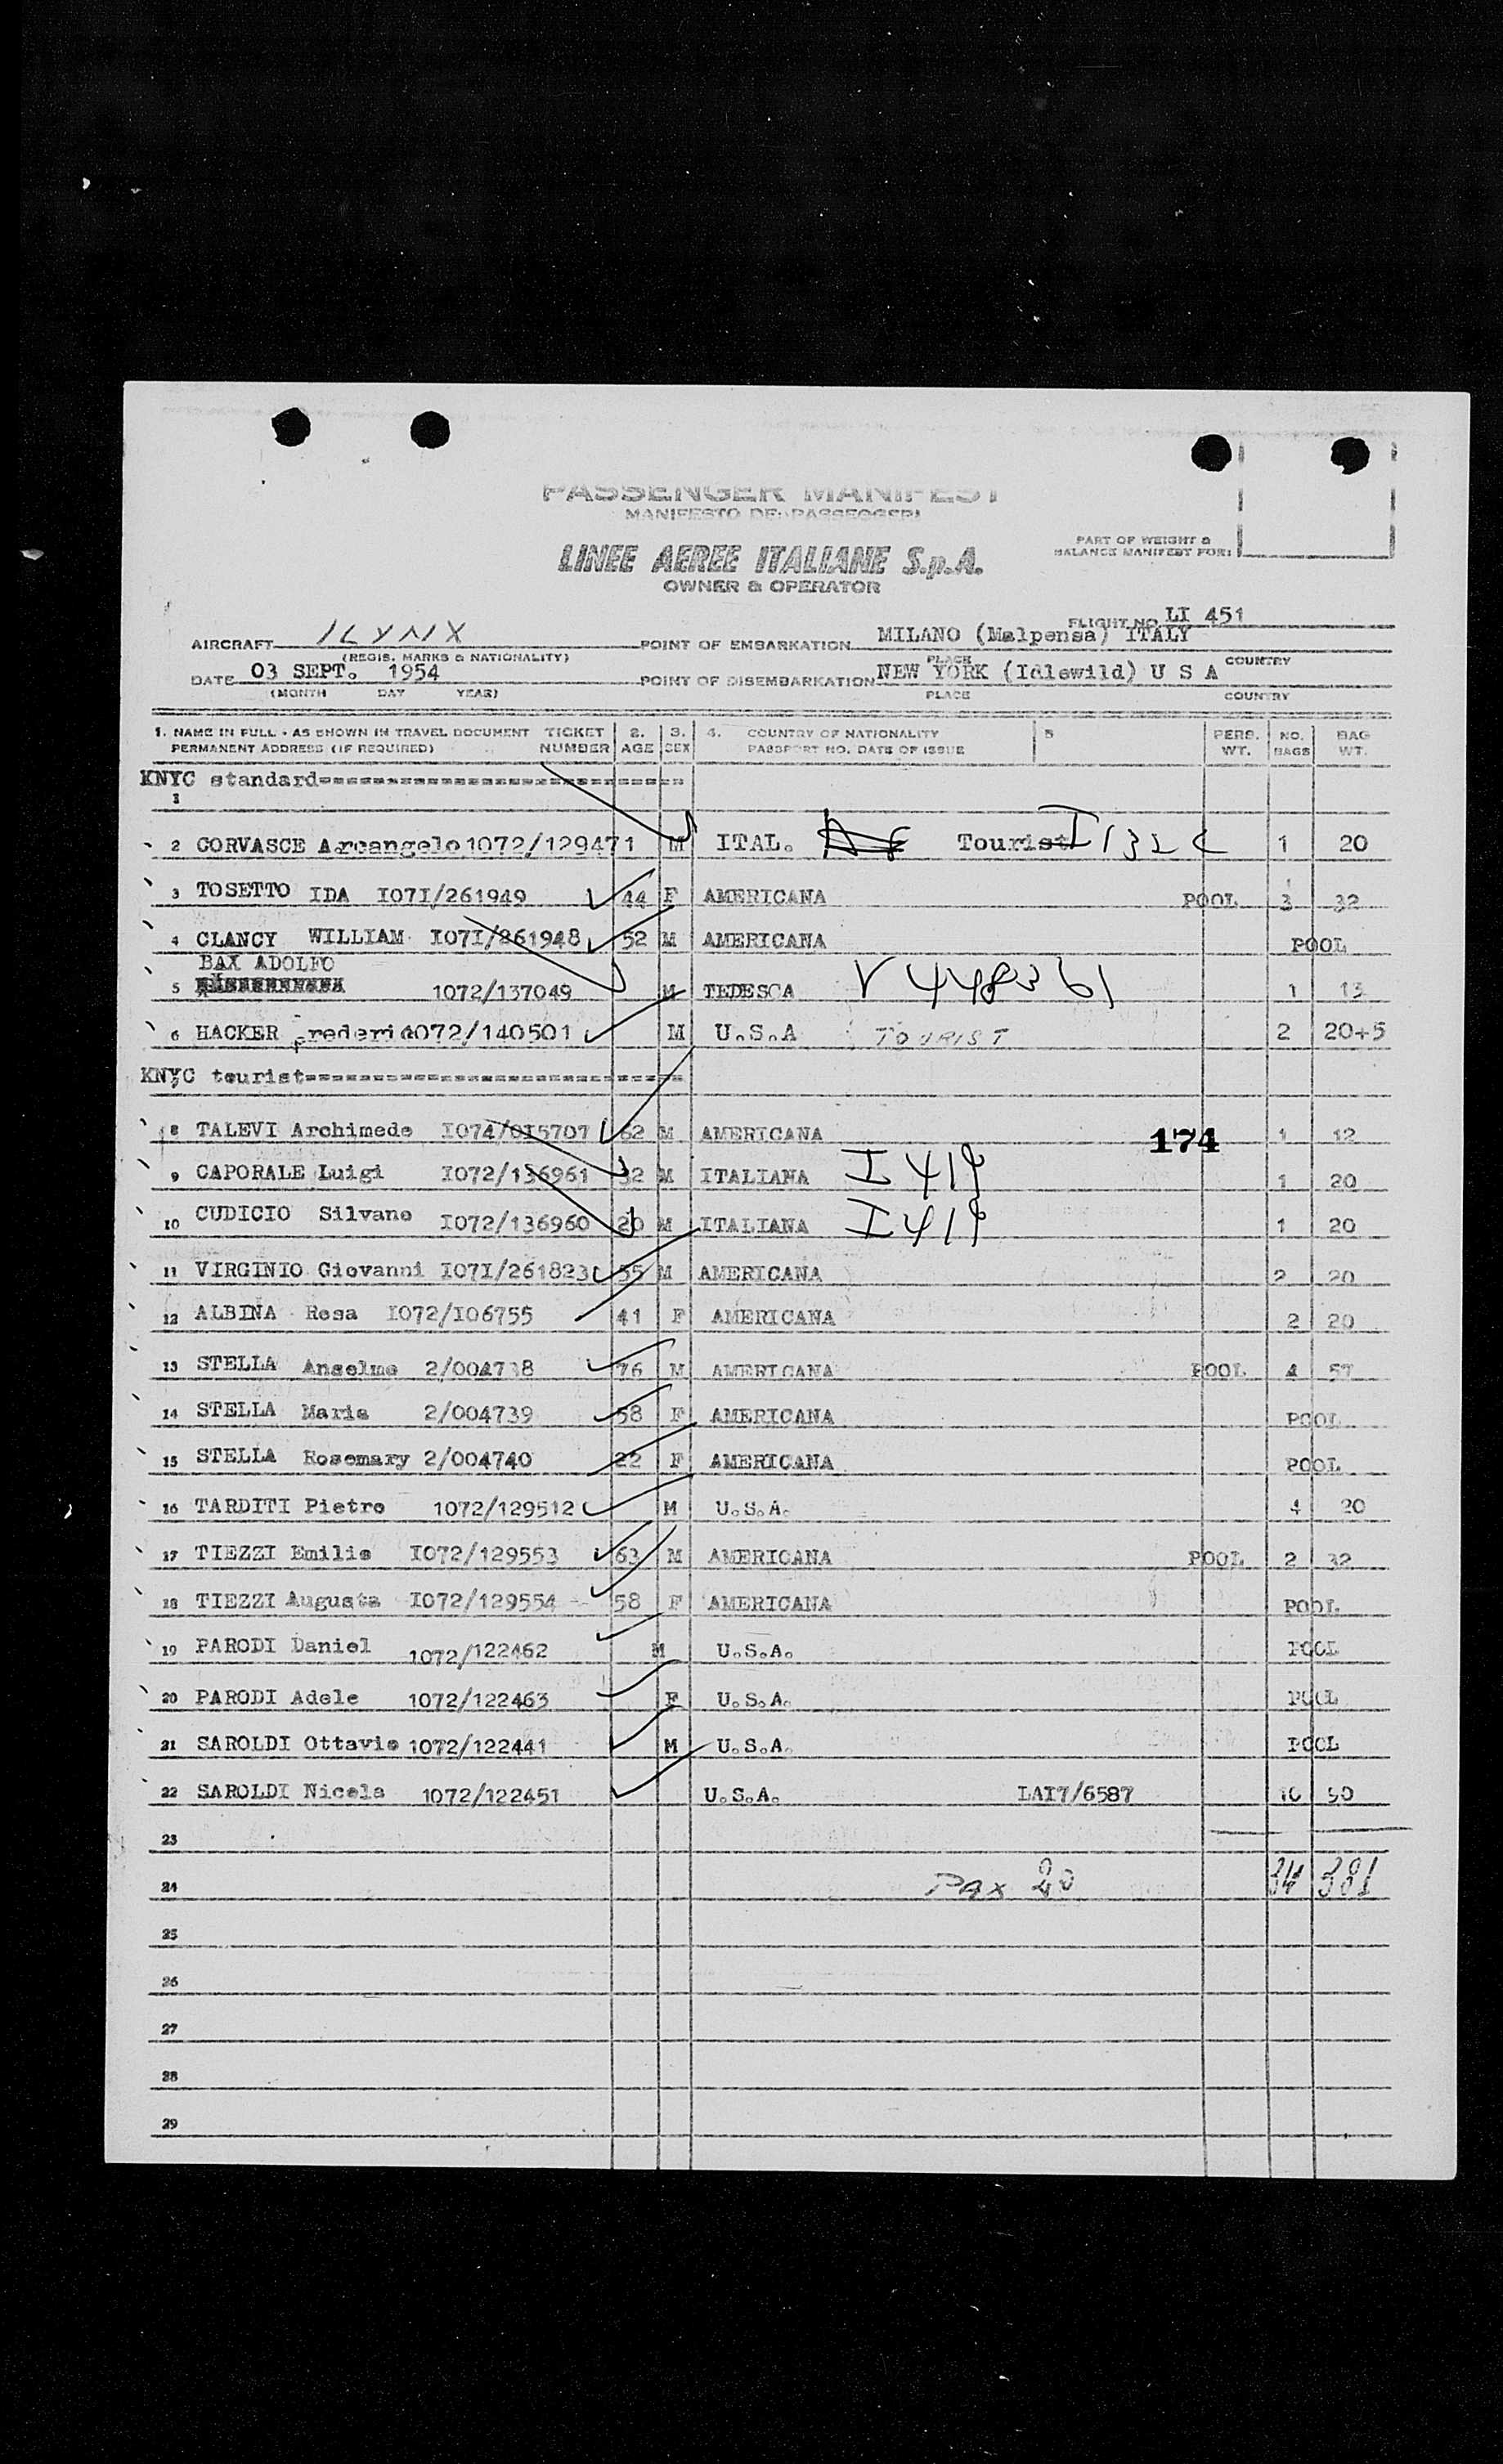 PASSENGER MANIFEST
MANIFESTO DEI PASSEGGERI
LINEE AEREE ITALIANE S.p.A.
OWNER & OPERATOR
PART OF WEIGHT &
BALANCE MANIFEST FOR:
FLIGHT NO. LI 451
AIRCRAFT POINT OF EMBARKATION MILANO (Malpensa) ITALY
(REGIS. MARKS & NATIONALITY) PLACE COUNTRY
DATE 03 SEPT. 1954 POINT OF DISEMBARKATION NEW YORK (Idlewild) U S A
(MONTH DAY YEAR) PLACE COUNTRY
1. NAME IN FULL - AS SHOWN IN TRAVEL DOCUMENT TICKET 2. 3. 4. COUNTRY OF NATIONALITY 5 PERS. NO. BAG
PERMANENT ADDRESS (IF REQUIRED) NUMBER AGE SEX PASSPORT NO. DATE OF ISSUE WT. BAGS WT.
KNYC standard=========================
1
2 CORVASCE Arcangelo 1072/129471 M ITAL. Tourist 1 20
3 TOSETTO IDA I07I/261949 44 F AMERICANA POOL 3 32
4 CLANCY WILLIAM I07I/261948 52 M AMERICANA POOL
BAX ADOLFO
5 1072/137049 M TEDESCA V448361 1 13
6 HACKER Frederic 1072/140501 M U.S.A TOURIST 2 20+5
KNYC tourist=========================
8 TALEVI Archimede I074/015707 62 M AMERICANA 174 1 12
9 CAPORALE Luigi I072/136961 32 M ITALIANA I 419 1 20
10 CUDICIO Silvano I072/136960 20 M ITALIANA I 419 1 20
11 VIRGINIO Giovanni I07I/261823 55 M AMERICANA 2 20
12 ALBINA Rosa I072/I06755 41 F AMERICANA 2 20
13 STELLA Anselmo 2/004738 76 M AMERICANA POOL 4 57
14 STELLA Maria 2/004739 58 F AMERICANA POOL
15 STELLA Rosemary 2/004740 22 F AMERICANA POOL
16 TARDITI Pietro 1072/129512 M U.S.A. 4 20
17 TIEZZI Emilio I072/129553 63 M AMERICANA POOL 2 32
18 TIEZZI Augusta I072/129554 58 F AMERICANA POOL
19 PARODI Daniel 1072/122462 M U.S.A. POOL
20 PARODI Adele 1072/122463 F U.S.A. POOL
21 SAROLDI Ottavio 1072/122441 M U.S.A. POOL
22 SAROLDI Nicola 1072/122451 U.S.A. LAI7/6587 10 90
23
24 Pax 20 34 381
25
26
27
28
29